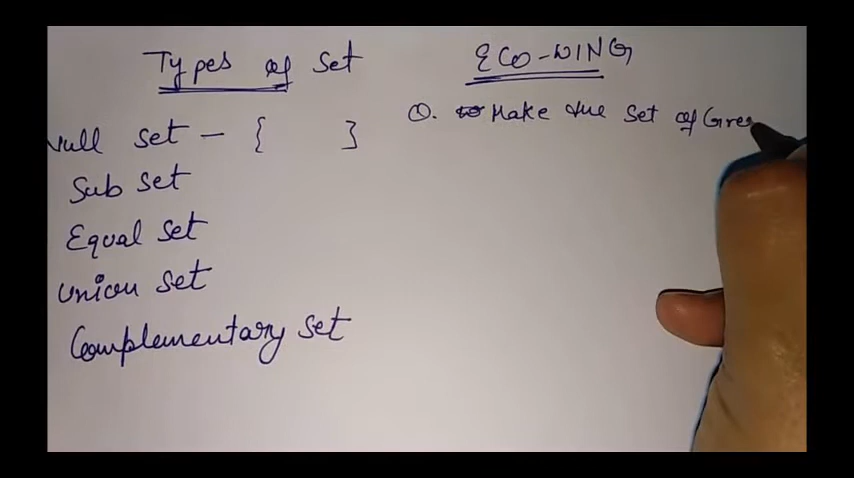 Types of Set
Null set - {    }
Sub set
Equal set
Union set
Complementary set
ECO-WING
Q. Make the set of Gree